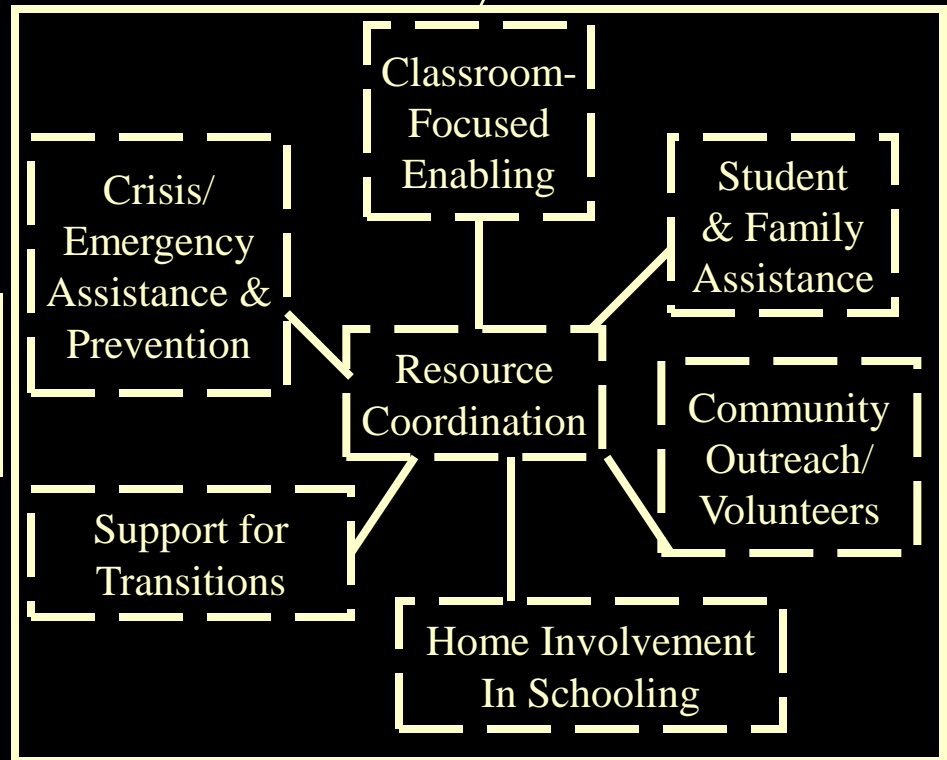 Classroom-
Focused
Enabling
Crisis/
Emergency
Assistance &
Prevention
Student
& Family
Assistance
Resource
Coordination
Community
Outreach/
Volunteers
Support for
Transitions
Home Involvement
In Schooling